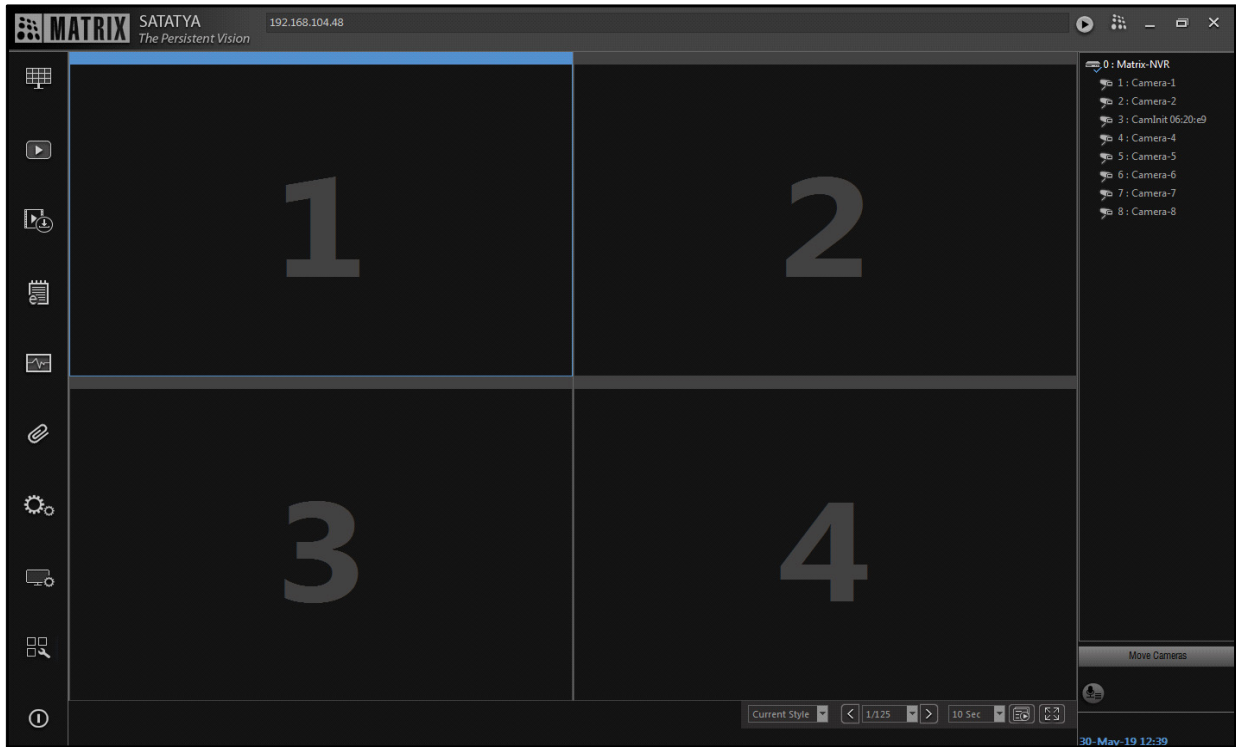 MATRIX SATATYA
The Persistent Vision
192.168.104.48
1
2
3
4
0 : Matrix-NVR
1 : Camera-1
2 : Camera-2
3 : CamInit 06:20:e9
4 : Camera-4
5 : Camera-5
6 : Camera-6
7 : Camera-7
8 : Camera-8
Move Cameras
Current Style 1/125 10 Sec
30-May-19 12:39